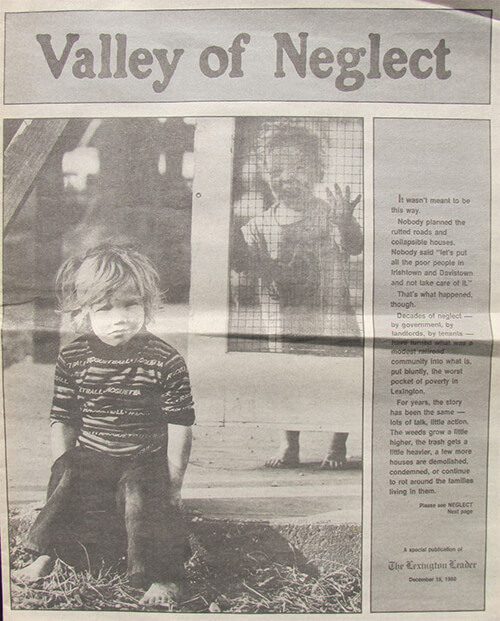 Valley of Neglect
It wasn't meant to be
this way.
Nobody planned the
rutted roads and
collapsible houses.
Nobody said "let's put
all the poor people in
Irishtown and Davistown
and not take care of it."
That's what happened,
though.
Decades of neglect —
by government, by
landlords, by tenants —
have turned what was a
modest railroad
community into what is,
put bluntly, the worst
pocket of poverty in
Lexington.
For years, the story
has been the same —
lots of talk, little action.
The weeds grow a little
higher, the trash gets a
little heavier, a few more
houses are demolished,
condemned, or continue
to rot around the families
living in them.
Please see NEGLECT
Next page
A special publication of
The Lexington Leader
December 18, 1980